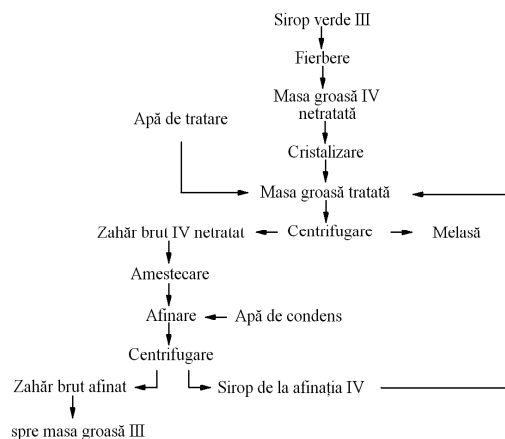 Sirop verde III
Fierbere
Masa groasă IV
netratată
Apă de tratare
Cristalizare
Masa groasă tratată
Zahăr brut IV netratat
Centrifugare
Melasă
Amestecare
Afinare
Apă de condens
Centrifugare
Zahăr brut afinat
Sirop de la afinația IV
spre masa groasă III